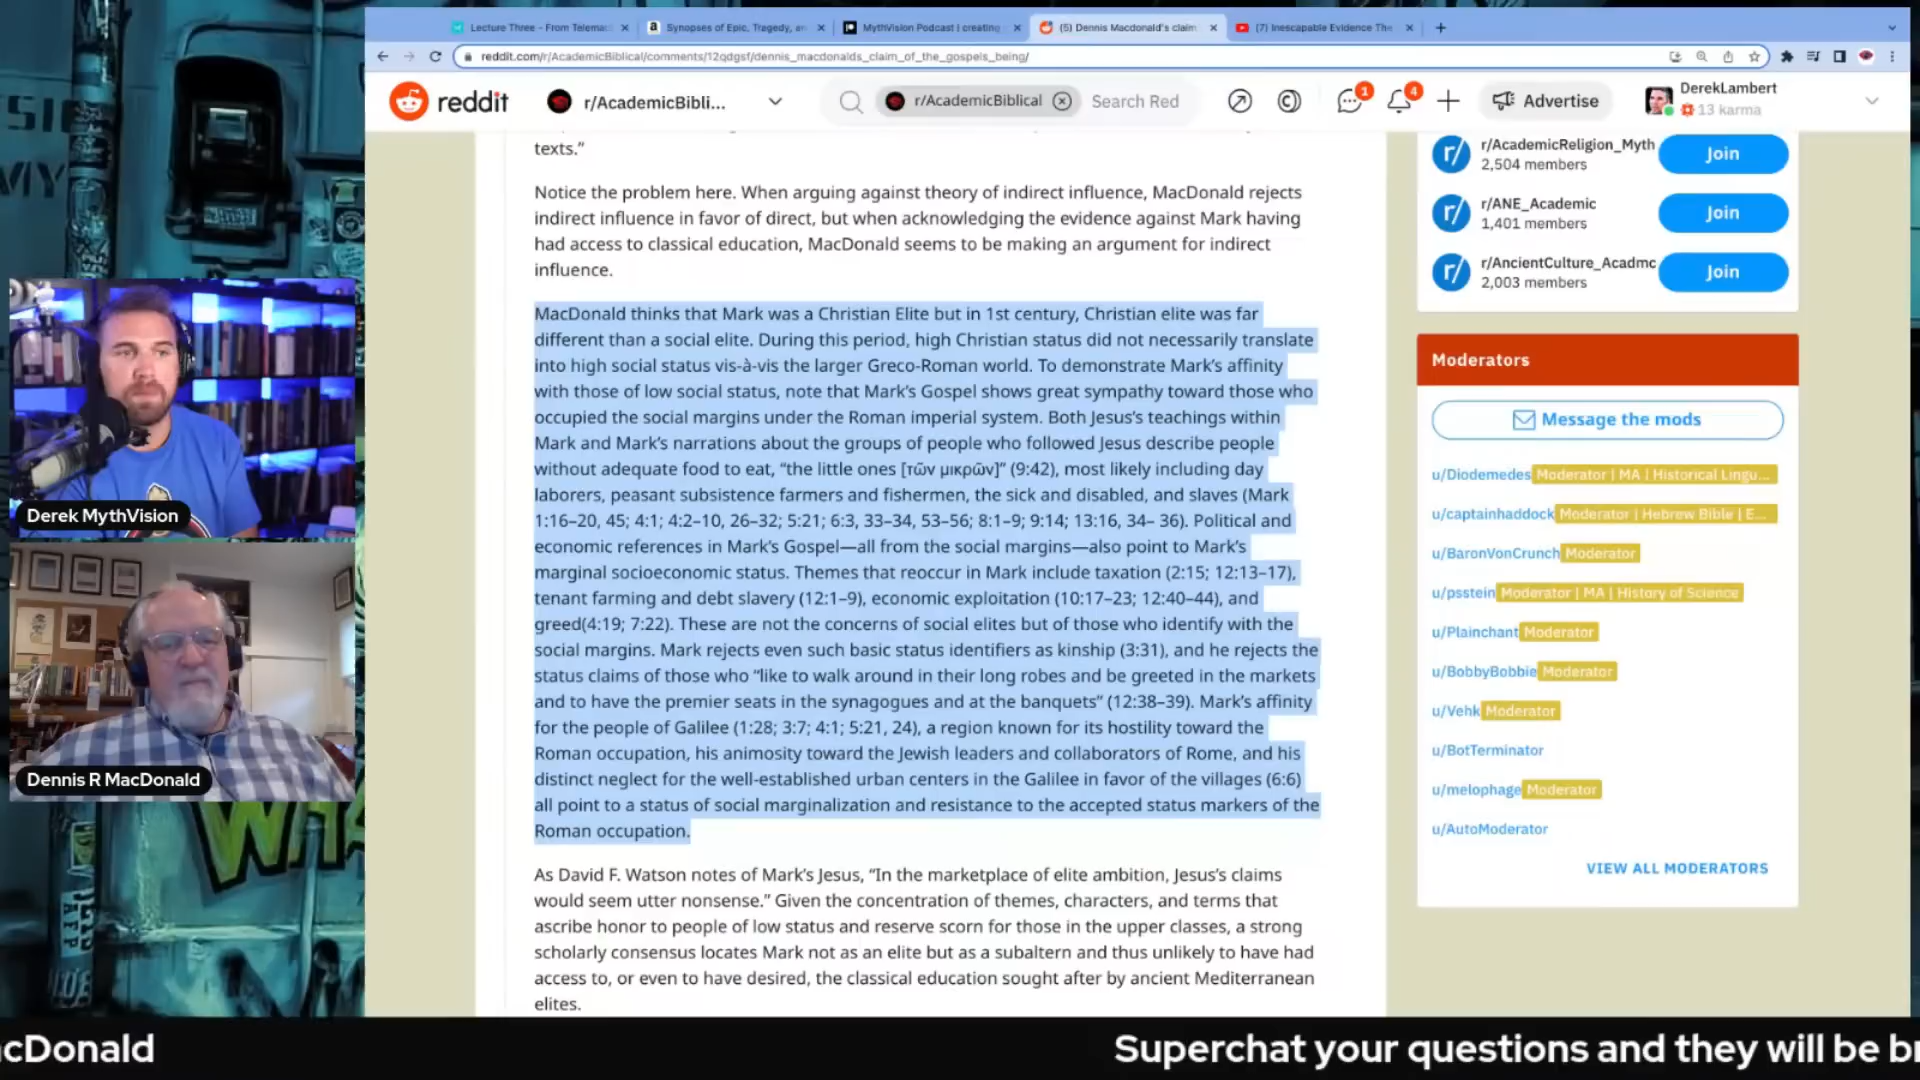 Lecture Three - From Telemac
Synopses of Epic, Tragedy, an
MythVision Podcast | creating
(5) Dennis Macdonald's claim
(7) Inescapable Evidence The
reddit.com/r/AcademicBiblical/comments/12qdgsf/dennis_macdonalds_claim_of_the_gospels_being/
reddit
r/AcademicBibli...
r/AcademicBiblical
Search Red
1
4
Advertise
DerekLambert
13 karma
texts.”
Notice the problem here. When arguing against theory of indirect influence, MacDonald rejects
indirect influence in favor of direct, but when acknowledging the evidence against Mark having
had access to classical education, MacDonald seems to be making an argument for indirect
influence.
MacDonald thinks that Mark was a Christian Elite but in 1st century, Christian elite was far
different than a social elite. During this period, high Christian status did not necessarily translate
into high social status vis-à-vis the larger Greco-Roman world. To demonstrate Mark’s affinity
with those of low social status, note that Mark’s Gospel shows great sympathy toward those who
occupied the social margins under the Roman imperial system. Both Jesus’s teachings within
Mark and Mark’s narrations about the groups of people who followed Jesus describe people
without adequate food to eat, “the little ones [τῶν μικρῶν]” (9:42), most likely including day
laborers, peasant subsistence farmers and fishermen, the sick and disabled, and slaves (Mark
1:16–20, 45; 4:1; 4:2–10, 26–32; 5:21; 6:3, 33–34, 53–56; 8:1–9; 9:14; 13:16, 34– 36). Political and
economic references in Mark’s Gospel—all from the social margins—also point to Mark’s
marginal socioeconomic status. Themes that reoccur in Mark include taxation (2:15; 12:13–17),
tenant farming and debt slavery (12:1–9), economic exploitation (10:17–23; 12:40–44), and
greed(4:19; 7:22). These are not the concerns of social elites but of those who identify with the
social margins. Mark rejects even such basic status identifiers as kinship (3:31), and he rejects the
status claims of those who “like to walk around in their long robes and be greeted in the markets
and to have the premier seats in the synagogues and at the banquets” (12:38–39). Mark’s affinity
for the people of Galilee (1:28; 3:7; 4:1; 5:21, 24), a region known for its hostility toward the
Roman occupation, his animosity toward the Jewish leaders and collaborators of Rome, and his
distinct neglect for the well-established urban centers in the Galilee in favor of the villages (6:6)
all point to a status of social marginalization and resistance to the accepted status markers of the
Roman occupation.
As David F. Watson notes of Mark’s Jesus, “In the marketplace of elite ambition, Jesus’s claims
would seem utter nonsense.” Given the concentration of themes, characters, and terms that
ascribe honor to people of low status and reserve scorn for those in the upper classes, a strong
scholarly consensus locates Mark not as an elite but as a subaltern and thus unlikely to have had
access to, or even to have desired, the classical education sought after by ancient Mediterranean
elites.
r/AcademicReligion_Myth
2,504 members
Join
r/ANE_Academic
1,401 members
Join
r/AncientCulture_Acadmc
2,003 members
Join
Moderators
Message the mods
u/Diodemedes Moderator | MA | Historical Lingu...
u/captainhaddock Moderator | Hebrew Bible | E...
u/BaronVonCrunch Moderator
u/psstein Moderator | MA | History of Science
u/Plainchant Moderator
u/BobbyBobbie Moderator
u/Vehk Moderator
u/BotTerminator
u/melophage Moderator
u/AutoModerator
VIEW ALL MODERATORS
Derek MythVision
Dennis R MacDonald
cDonald
Superchat your questions and they will be b